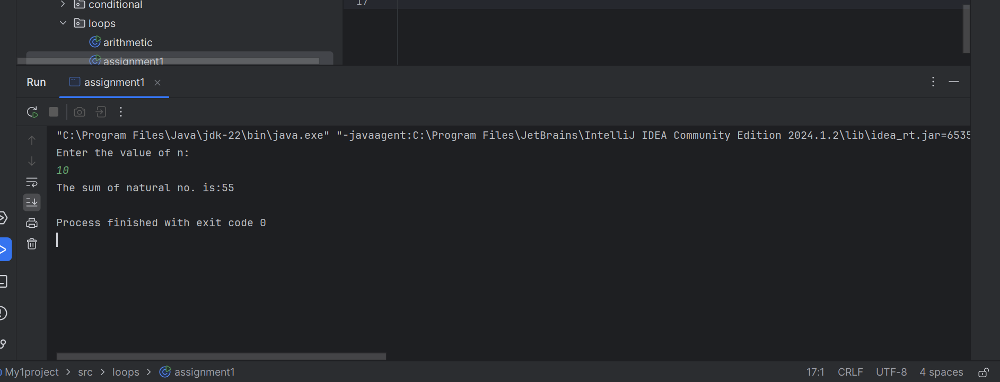 conditional
17
loops
arithmetic
assignment1
Run
assignment1
"C:\Program Files\Java\jdk-22\bin\java.exe" "-javaagent:C:\Program Files\JetBrains\IntelliJ IDEA Community Edition 2024.1.2\lib\idea_rt.jar=6535
Enter the value of n:
10
The sum of natural no. is:55
Process finished with exit code 0
My1project > src > loops > assignment1
17:1 CRLF UTF-8 4 spaces